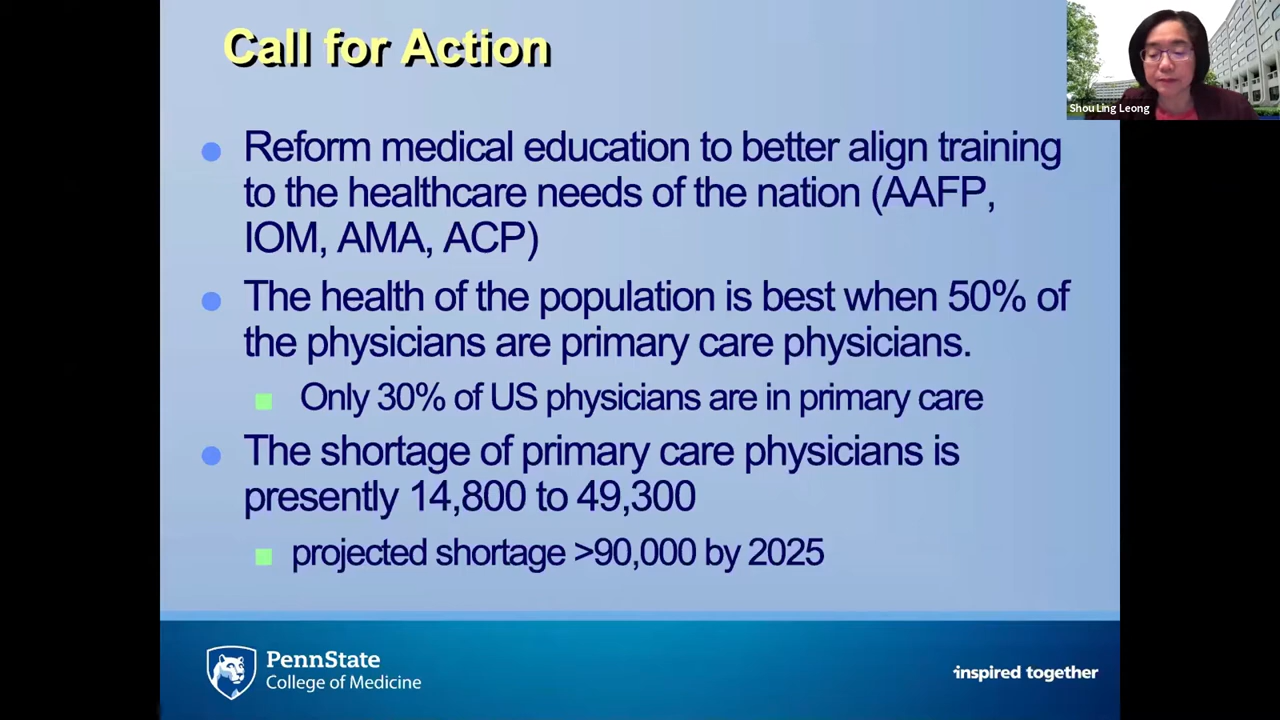 Call for Action
Shou Ling Leong
Reform medical education to better align training
to the healthcare needs of the nation (AAFP,
IOM, AMA, ACP)
The health of the population is best when 50% of
the physicians are primary care physicians.
Only 30% of US physicians are in primary care
The shortage of primary care physicians is
presently 14,800 to 49,300
projected shortage >90,000 by 2025
PennState
College of Medicine
inspired together